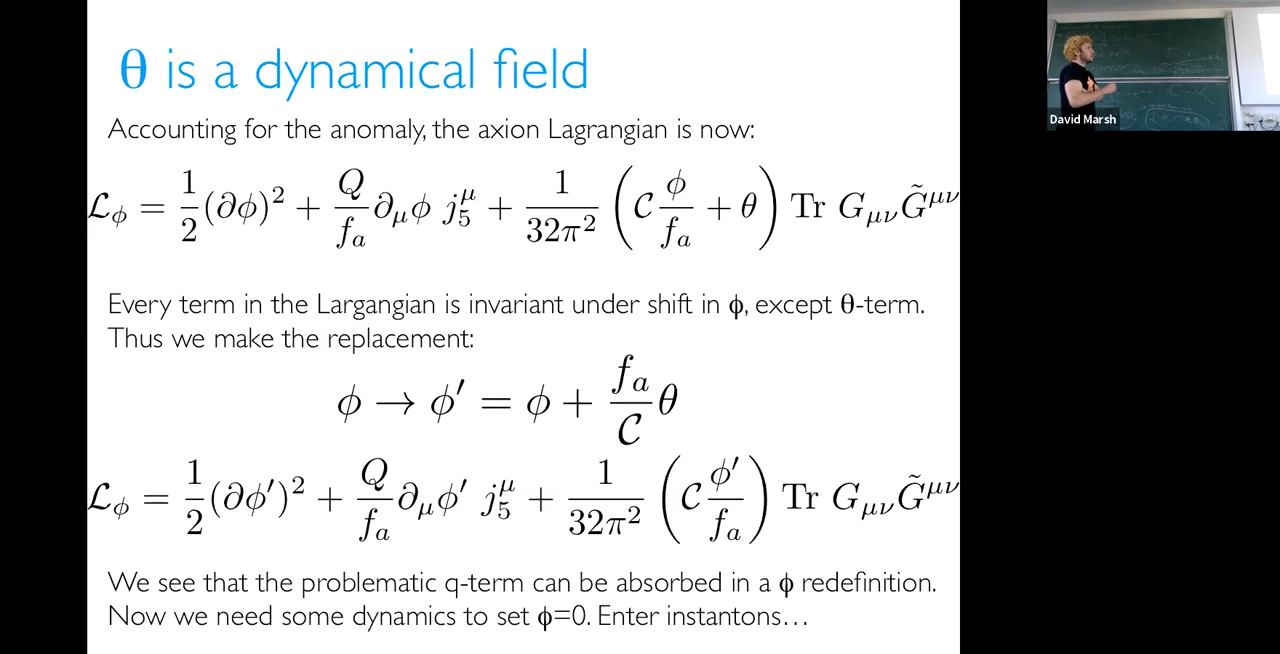 θ is a dynamical field
Accounting for the anomaly, the axion Lagrangian is now:
ℒ_ϕ = 1/2 (∂ϕ)² + Q/f_a ∂_μϕ j₅^μ + 1/(32π²) (𝒞 ϕ/f_a + θ) Tr G_μν G̃^μν
Every term in the Largangian is invariant under shift in ϕ, except θ-term.
Thus we make the replacement:
ϕ → ϕ′ = ϕ + f_a/𝒞 θ
ℒ_ϕ = 1/2 (∂ϕ′)² + Q/f_a ∂_μϕ′ j₅^μ + 1/(32π²) (𝒞 ϕ′/f_a) Tr G_μν G̃^μν
We see that the problematic q-term can be absorbed in a ϕ redefinition.
Now we need some dynamics to set ϕ=0. Enter instantons…
David Marsh